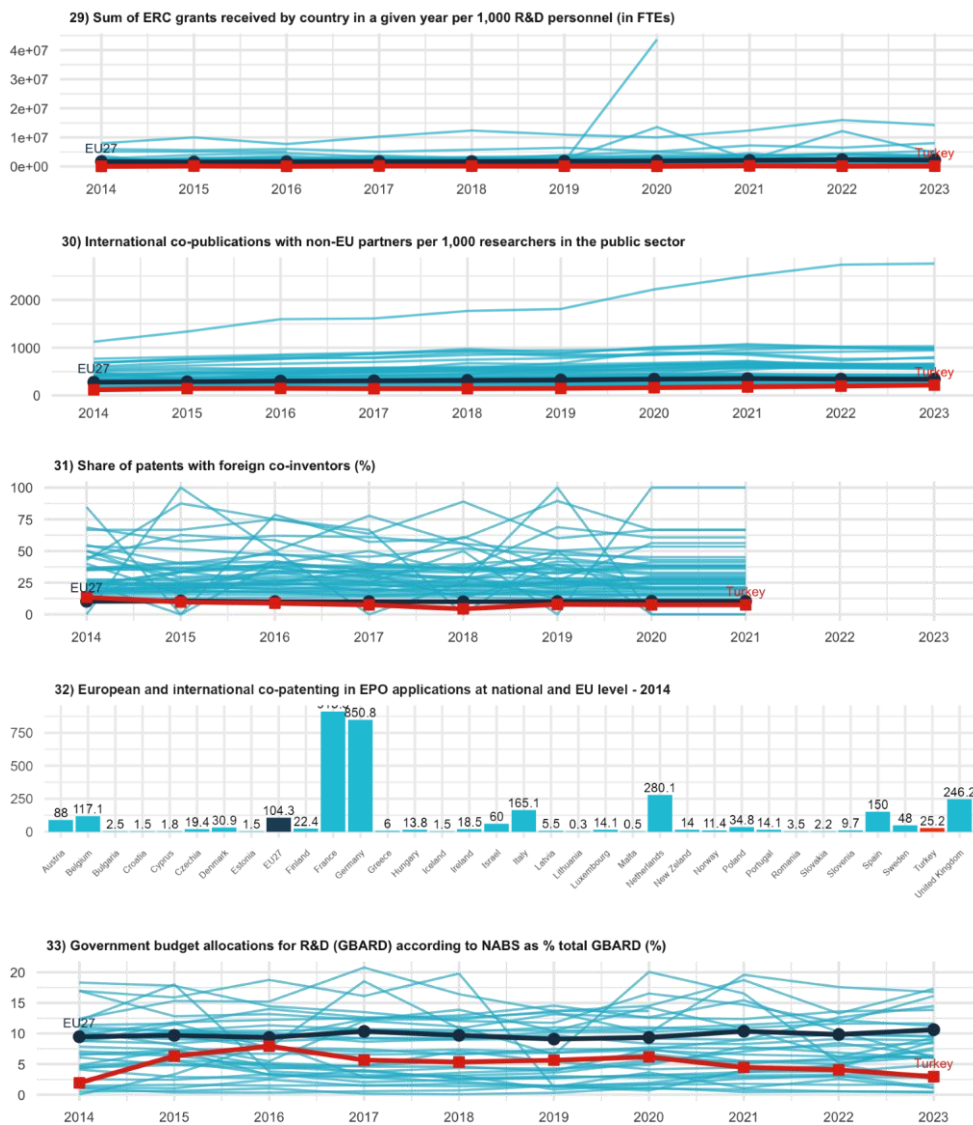 29) Sum of ERC grants received by country in a given year per 1,000 R&D personnel (in FTEs)
4e+07
3e+07
2e+07
1e+07
0e+00
EU27
Turkey
2014 2015 2016 2017 2018 2019 2020 2021 2022 2023
30) International co-publications with non-EU partners per 1,000 researchers in the public sector
2000
1000
0
EU27
Turkey
2014 2015 2016 2017 2018 2019 2020 2021 2022 2023
31) Share of patents with foreign co-inventors (%)
100
75
50
25
0
EU27
Turkey
2014 2015 2016 2017 2018 2019 2020 2021 2022 2023
32) European and international co-patenting in EPO applications at national and EU level - 2014
750
500
250
0
88 117.1 2.5 1.5 1.8 19.4 30.9 1.5 104.3 22.4 850.8 6 13.8 1.5 18.5 60 165.1 5.5 0.3 14.1 0.5 280.1 14 11.4 34.8 14.1 3.5 2.2 9.7 150 48 25.2 246.2
Austria Belgium Bulgaria Croatia Cyprus Czechia Denmark Estonia EU27 Finland France Germany Greece Hungary Iceland Ireland Israel Italy Latvia Lithuania Luxembourg Malta Netherlands New Zeland Norway Poland Portugal Romania Slovakia Slovenia Spain Sweden Turkey United Kingdom
33) Government budget allocations for R&D (GBARD) according to NABS as % total GBARD (%)
20
15
10
5
0
EU27
Turkey
2014 2015 2016 2017 2018 2019 2020 2021 2022 2023